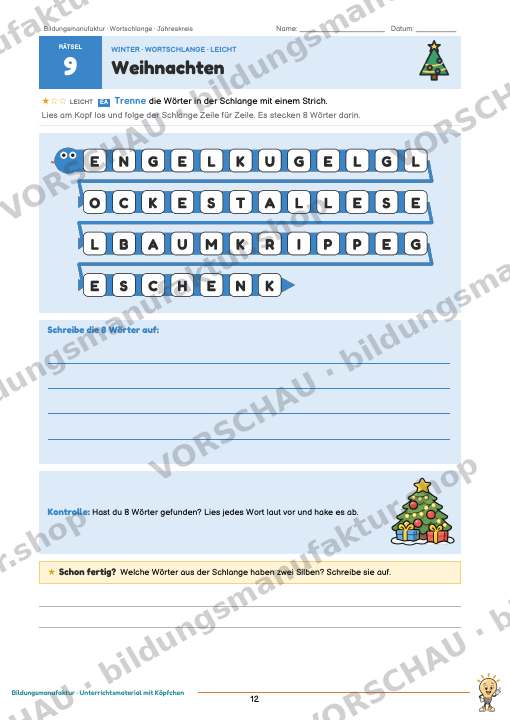 Bildungsmanufaktur · Wortschlange · Jahreskreis Name: Datum:
RÄTSEL
9
WINTER · WORTSCHLANGE · LEICHT
Weihnachten
LEICHT EA Trenne die Wörter in der Schlange mit einem Strich.
Lies am Kopf los und folge der Schlange Zeile für Zeile. Es stecken 8 Wörter darin.
E N G E L K U G E L G L
O C K E S T A L L E S E
L B A U M K R I P P E G
E S C H E N K
Schreibe die 8 Wörter auf:
Kontrolle: Hast du 8 Wörter gefunden? Lies jedes Wort laut vor und hake es ab.
Schon fertig? Welche Wörter aus der Schlange haben zwei Silben? Schreibe sie auf.
Bildungsmanufaktur · Unterrichtsmaterial mit Köpfchen
12
VORSCHAU · bildungsmanufaktur.shop